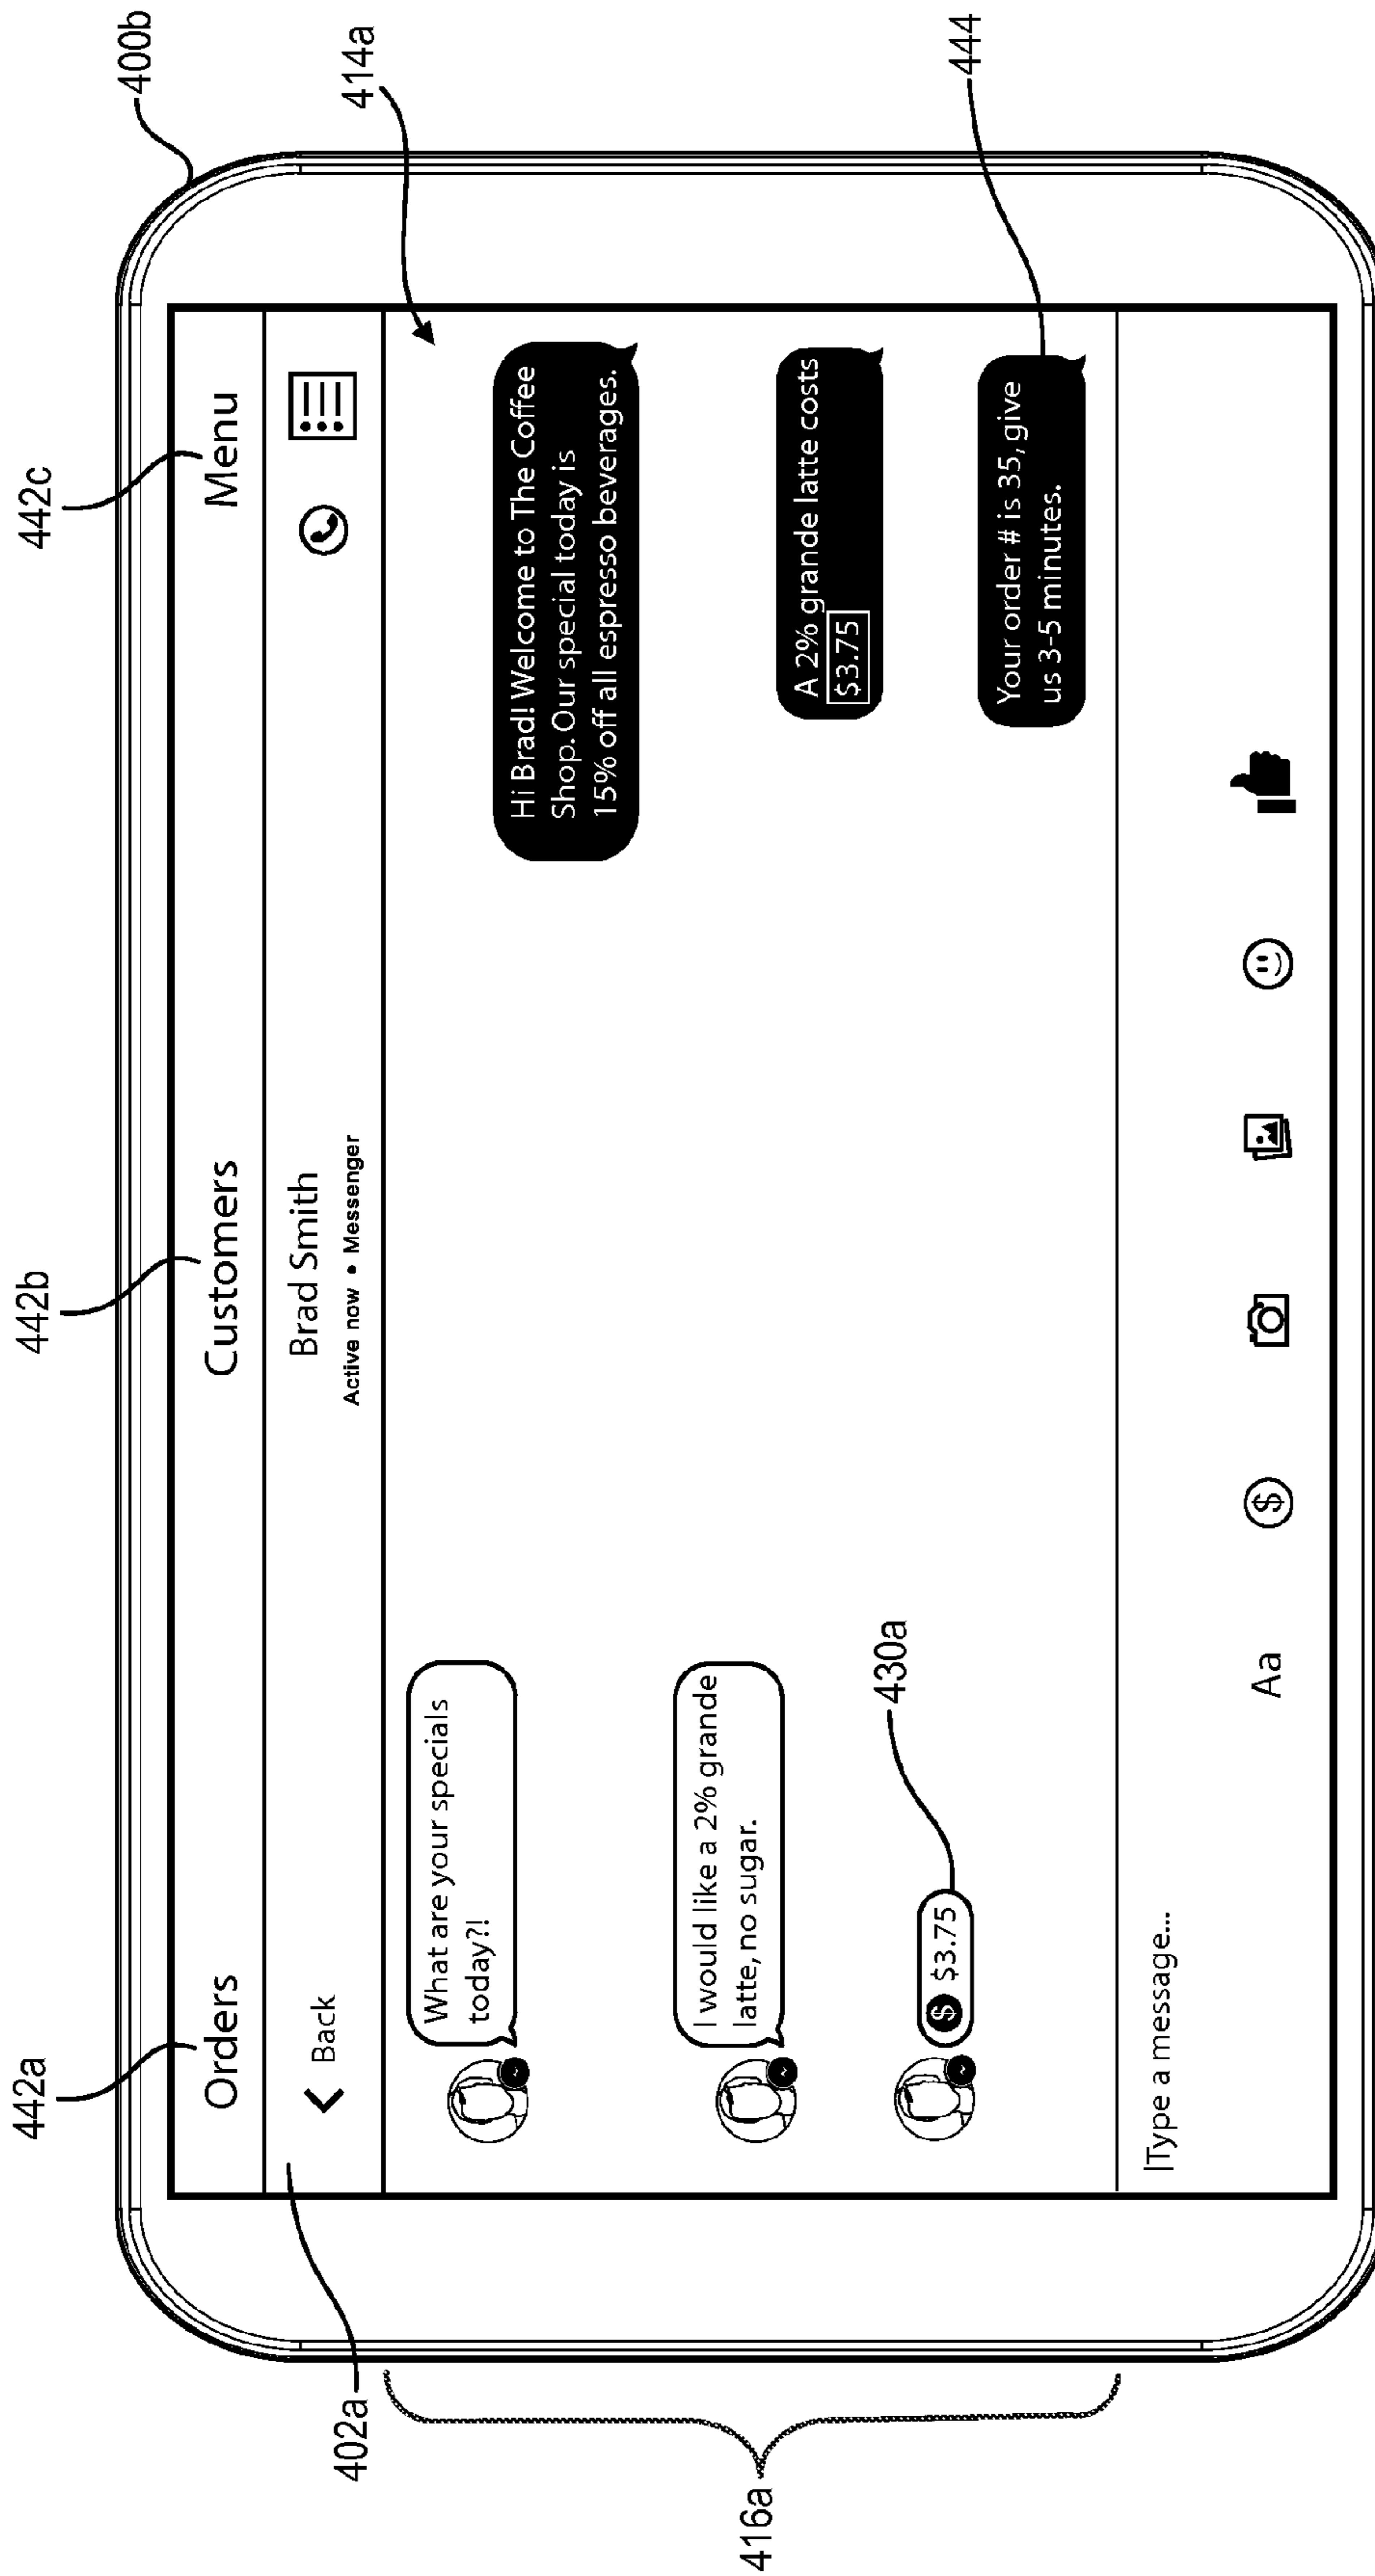 442a
442b
442c
400b
Orders
Customers
Menu
402a
Back
Brad Smith
Active now • Messenger
414a
416a
What are your specials
today?!
Hi Brad! Welcome to The Coffee
Shop. Our special today is
15% off all espresso beverages.
I would like a 2% grande
latte, no sugar.
A 2% grande latte costs
$3.75
430a
$ $3.75
444
Your order # is 35, give
us 3-5 minutes.
Type a message...
Aa
$